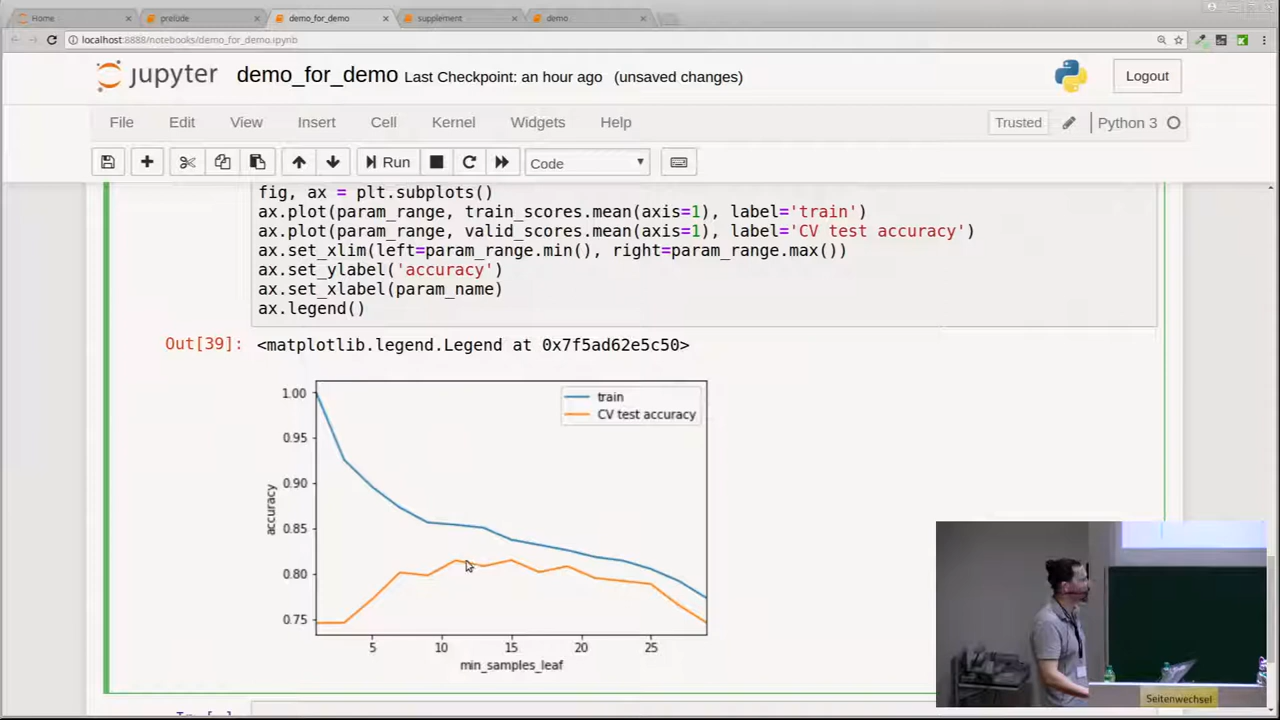 Home
prelude
demo_for_demo
supplement
demo
localhost:8888/notebooks/demo_for_demo.ipynb
jupyter demo_for_demo Last Checkpoint: an hour ago (unsaved changes) Logout
File Edit View Insert Cell Kernel Widgets Help Trusted Python 3
Run Code
fig, ax = plt.subplots()
ax.plot(param_range, train_scores.mean(axis=1), label='train')
ax.plot(param_range, valid_scores.mean(axis=1), label='CV test accuracy')
ax.set_xlim(left=param_range.min(), right=param_range.max())
ax.set_ylabel('accuracy')
ax.set_xlabel(param_name)
ax.legend()
Out[39]: <matplotlib.legend.Legend at 0x7f5ad62e5c50>
train
CV test accuracy
1.00
0.95
0.90
0.85
0.80
0.75
accuracy
5 10 15 20 25
min_samples_leaf
Seitenwechsel